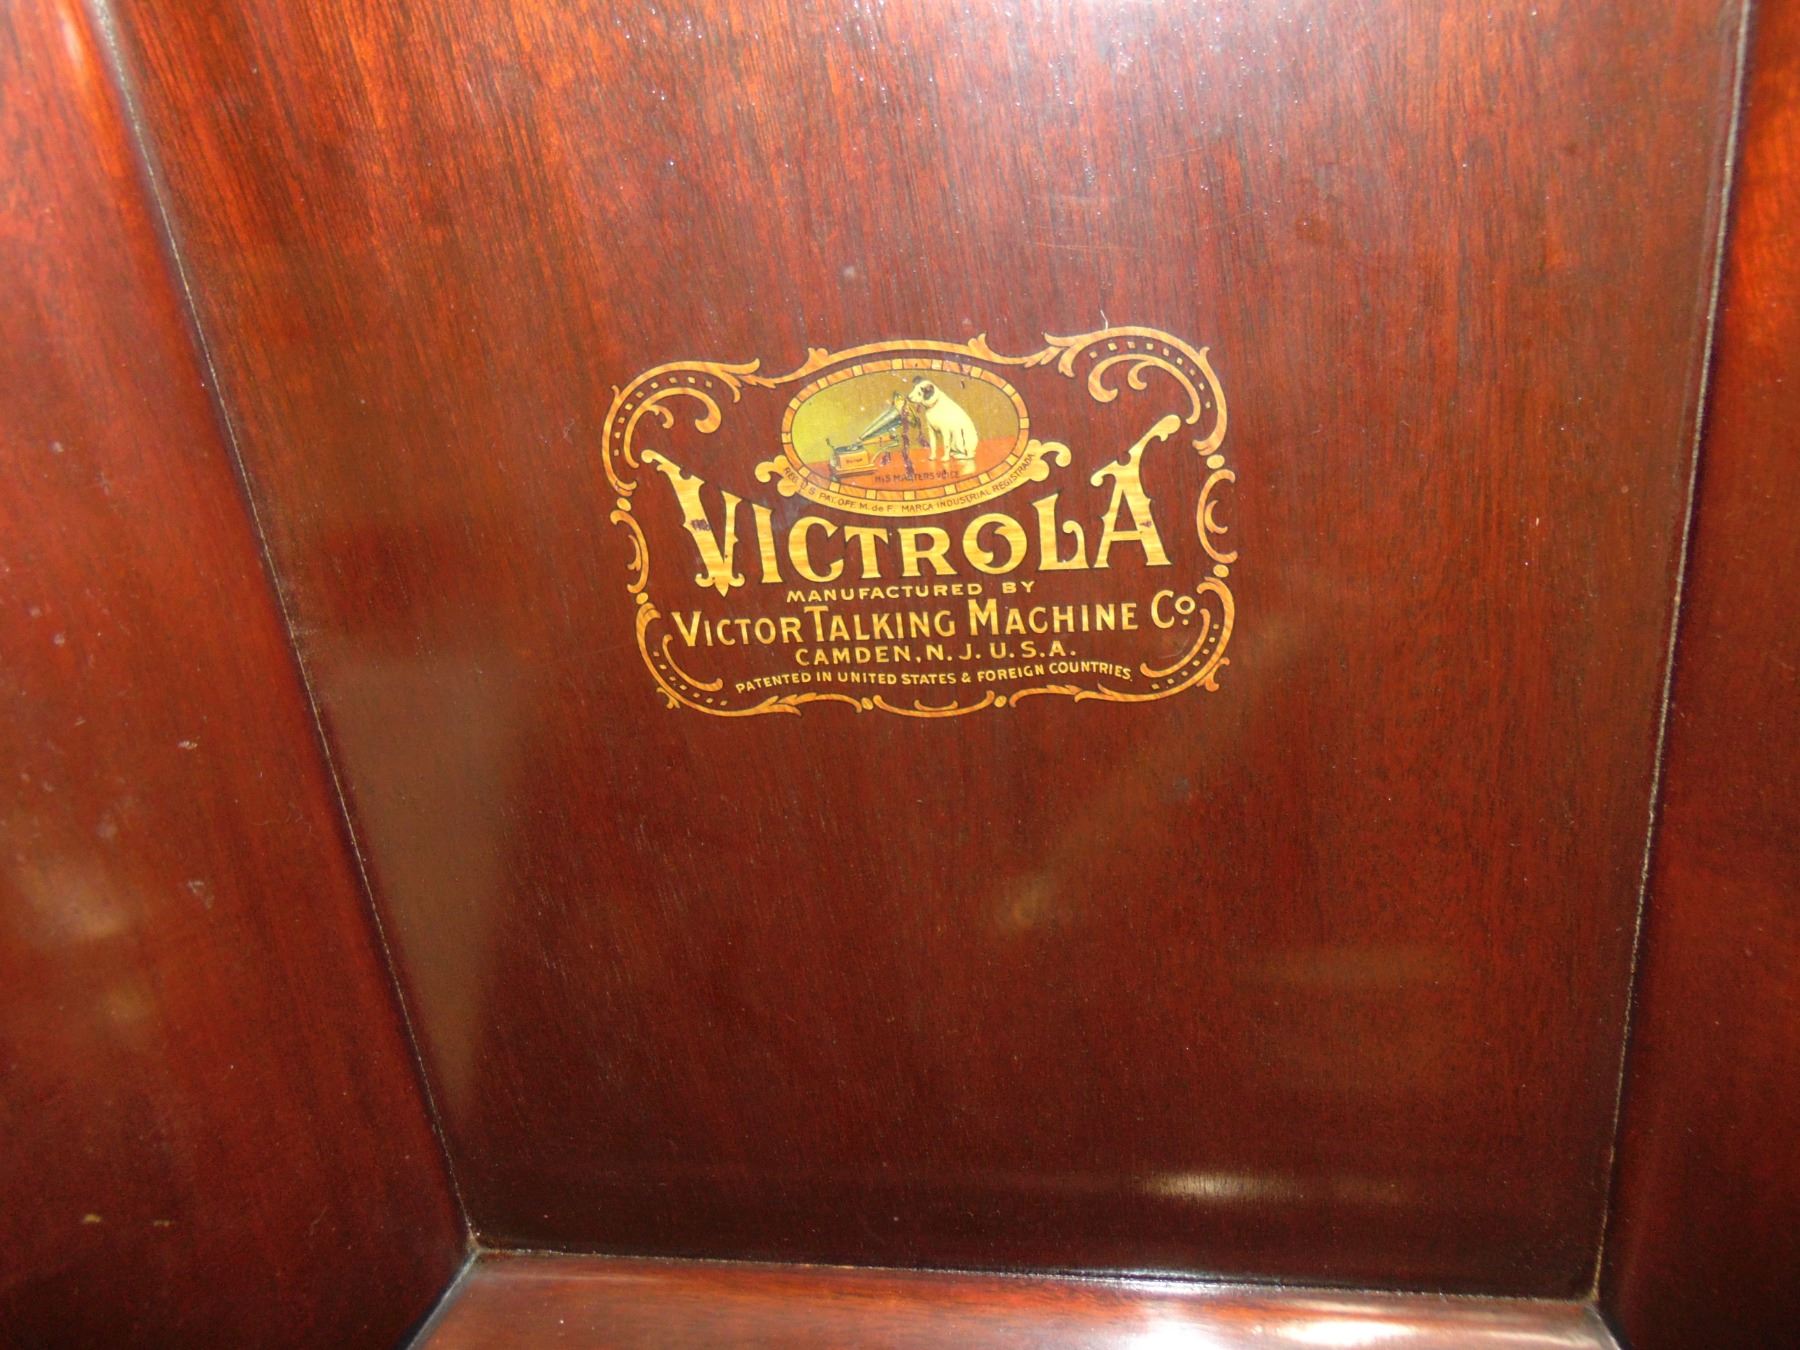 HIS MASTERS VOICE
REG. U.S. PAT. OFF. M. de F. MARCA INDUSTRIAL REGISTRADA
VICTROLA
MANUFACTURED BY
VICTOR TALKING MACHINE Co.
CAMDEN, N. J. U. S. A.
PATENTED IN UNITED STATES & FOREIGN COUNTRIES.